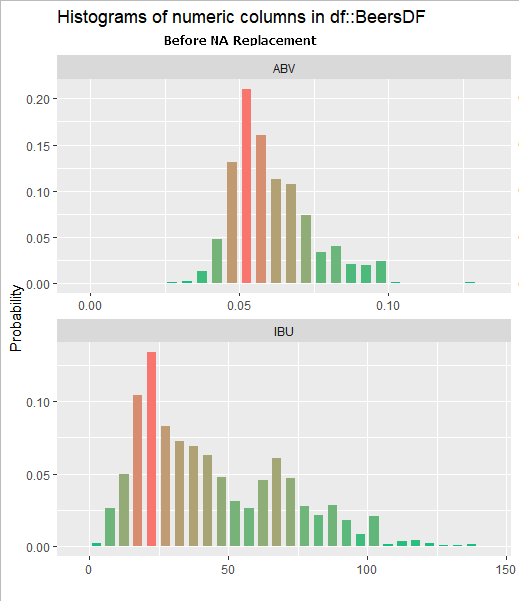 Histograms of numeric columns in df::BeersDF
Before NA Replacement
ABV
0.20
0.15
0.10
0.05
0.00
0.00 0.05 0.10
Probability
IBU
0.10
0.05
0.00
0 50 100 150